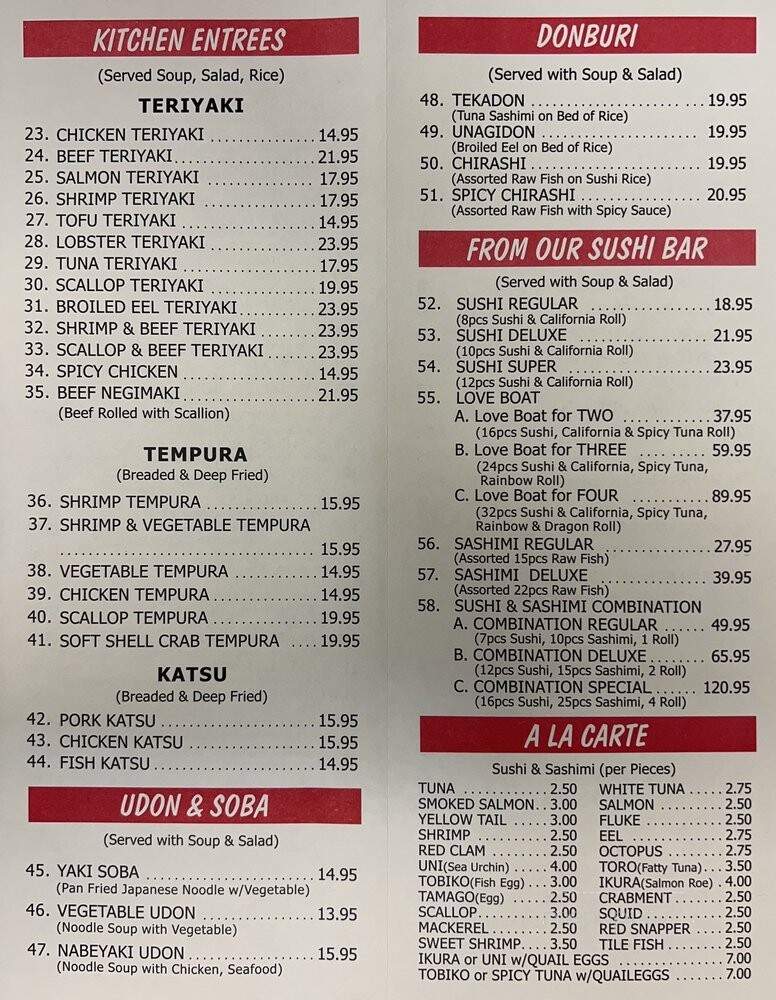 KITCHEN ENTREES
(Served Soup, Salad, Rice)
TERIYAKI
23. CHICKEN TERIYAKI ............. 14.95
24. BEEF TERIYAKI ................. 21.95
25. SALMON TERIYAKI ............. 17.95
26. SHRIMP TERIYAKI .............. 17.95
27. TOFU TERIYAKI ................. 14.95
28. LOBSTER TERIYAKI ............. 23.95
29. TUNA TERIYAKI ................. 17.95
30. SCALLOP TERIYAKI ............. 19.95
31. BROILED EEL TERIYAKI ......... 23.95
32. SHRIMP & BEEF TERIYAKI ....... 23.95
33. SCALLOP & BEEF TERIYAKI ...... 23.95
34. SPICY CHICKEN ................. 14.95
35. BEEF NEGIMAKI ................. 21.95
(Beef Rolled with Scallion)
TEMPURA
(Breaded & Deep Fried)
36. SHRIMP TEMPURA .............. 15.95
37. SHRIMP & VEGETABLE TEMPURA
................................ 15.95
38. VEGETABLE TEMPURA .......... 14.95
39. CHICKEN TEMPURA ............. 14.95
40. SCALLOP TEMPURA ............. 19.95
41. SOFT SHELL CRAB TEMPURA .... 19.95
KATSU
(Breaded & Deep Fried)
42. PORK KATSU ................... 15.95
43. CHICKEN KATSU ................ 15.95
44. FISH KATSU .................... 14.95
UDON & SOBA
(Served with Soup & Salad)
45. YAKI SOBA ..................... 14.95
(Pan Fried Japanese Noodle w/Vegetable)
46. VEGETABLE UDON .............. 13.95
(Noodle Soup with Vegetable)
47. NABEYAKI UDON ................ 15.95
(Noodle Soup with Chicken, Seafood)
DONBURI
(Served with Soup & Salad)
48. TEKADON ...................... 19.95
(Tuna Sashimi on Bed of Rice)
49. UNAGIDON .................... 19.95
(Broiled Eel on Bed of Rice)
50. CHIRASHI ...................... 19.95
(Assorted Raw Fish on Sushi Rice)
51. SPICY CHIRASHI ................ 20.95
(Assorted Raw Fish with Spicy Sauce)
FROM OUR SUSHI BAR
(Served with Soup & Salad)
52. SUSHI REGULAR ................ 18.95
(8pcs Sushi & California Roll)
53. SUSHI DELUXE ................. 21.95
(10pcs Sushi & California Roll)
54. SUSHI SUPER ................... 23.95
(12pcs Sushi & California Roll)
55. LOVE BOAT
A. Love Boat for TWO ............ 37.95
(16pcs Sushi, California & Spicy Tuna Roll)
B. Love Boat for THREE ......... 59.95
(24pcs Sushi & California, Spicy Tuna,
Rainbow Roll)
C. Love Boat for FOUR ........... 89.95
(32pcs Sushi & California, Spicy Tuna,
Rainbow & Dragon Roll)
56. SASHIMI REGULAR .............. 27.95
(Assorted 15pcs Raw Fish)
57. SASHIMI DELUXE ............... 39.95
(Assorted 22pcs Raw Fish)
58. SUSHI & SASHIMI COMBINATION
A. COMBINATION REGULAR ...... 49.95
(7pcs Sushi, 10pcs Sashimi, 1 Roll)
B. COMBINATION DELUXE ....... 65.95
(12pcs Sushi, 15pcs Sashimi, 2 Roll)
C. COMBINATION SPECIAL ..... 120.95
(16pcs Sushi, 25pcs Sashimi, 4 Roll)
A LA CARTE
Sushi & Sashimi (per Pieces)
TUNA ............ 2.50 WHITE TUNA ..... 2.75
SMOKED SALMON.. 3.00 SALMON ......... 2.50
YELLOW TAIL ..... 3.00 FLUKE ........... 2.50
SHRIMP .......... 2.50 EEL .............. 2.75
RED CLAM ........ 2.50 OCTOPUS ........ 2.75
UNI(Sea Urchin) ..... 4.00 TORO(Fatty Tuna)... 3.50
TOBIKO(Fish Egg) ... 3.00 IKURA(Salmon Roe) . 4.00
TAMAGO(Egg) ..... 2.50 CRABMENT ....... 2.50
SCALLOP.......... 3.00 SQUID ........... 2.50
MACKEREL ........ 2.50 RED SNAPPER .... 2.50
SWEET SHRIMP.... 3.50 TILE FISH ........ 2.50
IKURA or UNI w/QUAIL EGGS .............. 7.00
TOBIKO or SPICY TUNA w/QUAILEGGS ....... 7.00